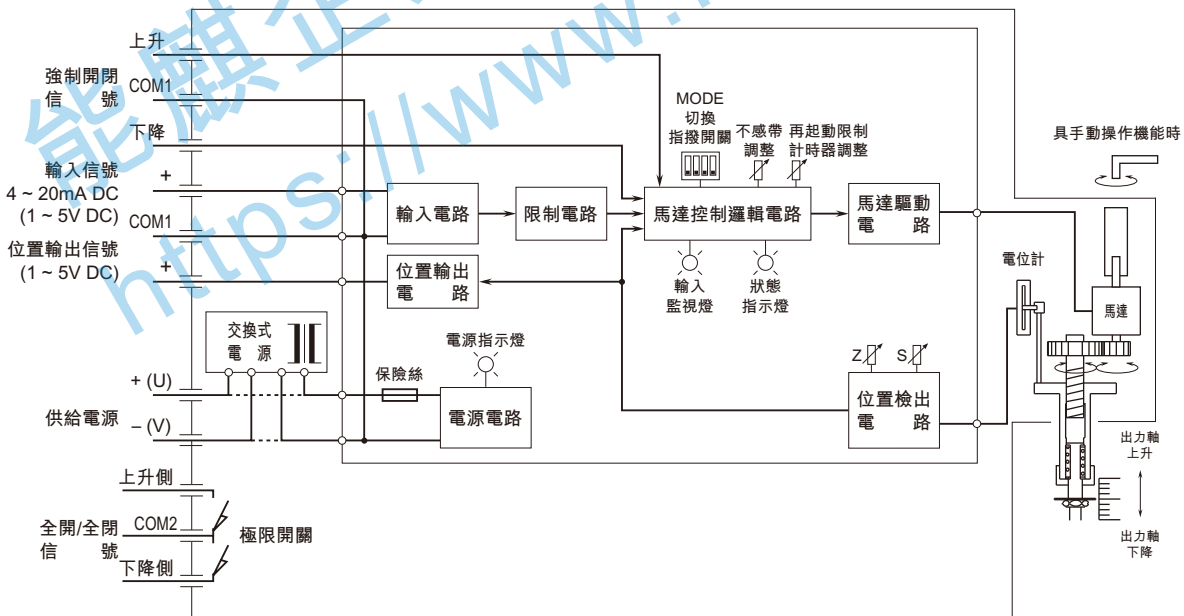 能麒企
https://www.
上升
強制開閉
信 號
COM1
下降
輸入信號
4 ~ 20mA DC
(1 ~ 5V DC)
+
COM1
位置輸出信號
(1 ~ 5V DC)
+
交換式
電 源
+ (U)
供給電源
– (V)
上升側
全開/全閉
信 號
COM2
下降側
極限開關
輸入電路
限制電路
位置輸出
電 路
MODE
切換
指撥開關
不感帶
調整
再起動限制
計時器調整
馬達控制邏輯電路
馬達驅動
電 路
輸入
監視燈
狀態
指示燈
電源指示燈
保險絲
電源電路
Z
S
位置檢出
電 路
具手動操作機能時
電位計
馬達
出力軸
上升
出力軸
下降